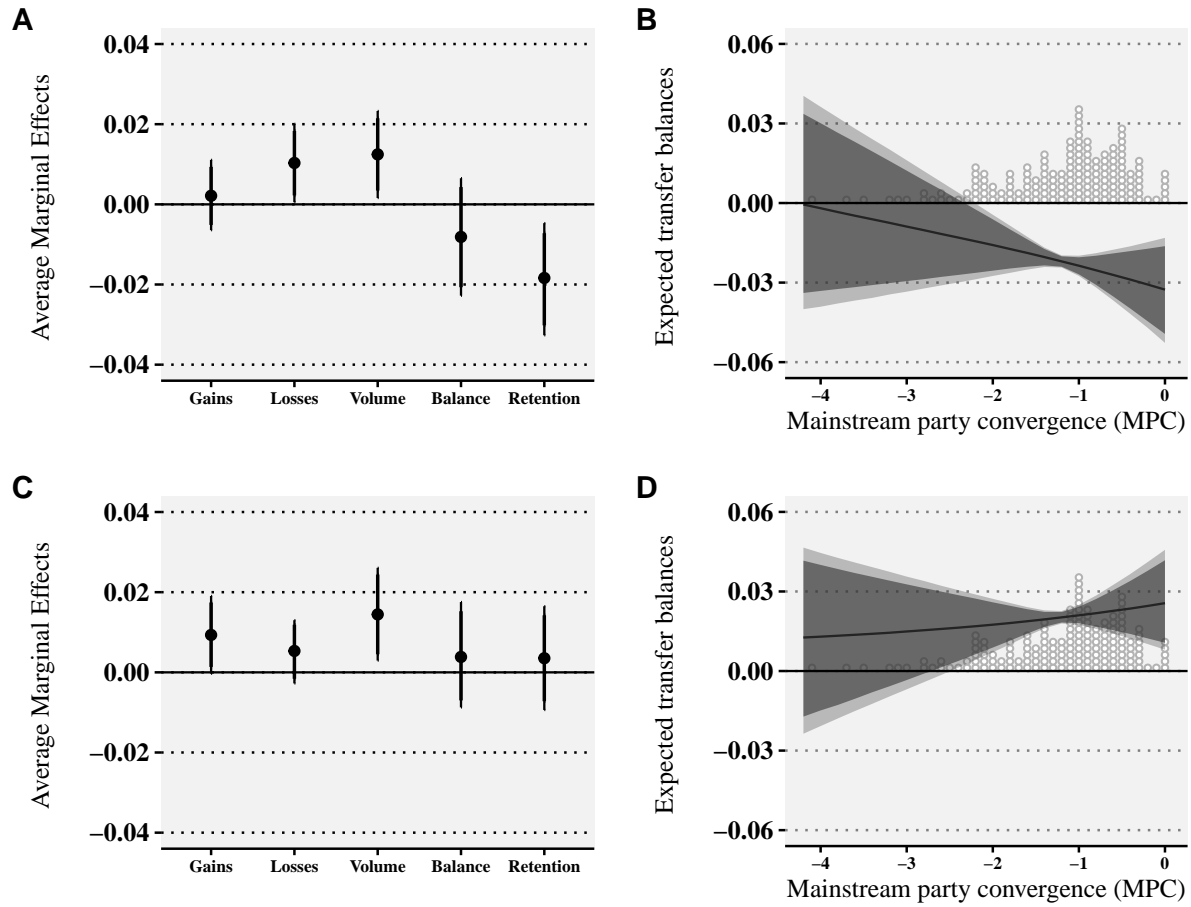 A
Average Marginal Effects
0.04
0.02
0.00
−0.02
−0.04
Gains Losses Volume Balance Retention
B
Expected transfer balances
0.06
0.03
0.00
−0.03
−0.06
−4 −3 −2 −1 0
Mainstream party convergence (MPC)
C
Average Marginal Effects
0.04
0.02
0.00
−0.02
−0.04
Gains Losses Volume Balance Retention
D
Expected transfer balances
0.06
0.03
0.00
−0.03
−0.06
−4 −3 −2 −1 0
Mainstream party convergence (MPC)